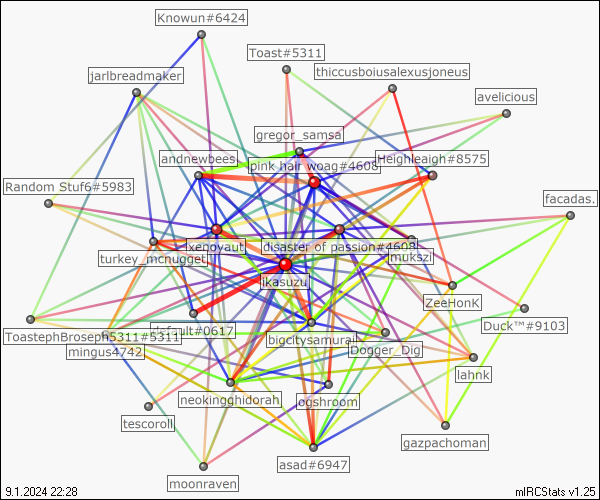 Knowun#6424
Toast#5311
thiccusboiusalexusjoneus
jarlbreadmaker
avelicious
gregor_samsa
andnewbees
pink hair woag#4608
Heighleaigh#8575
Random Stuf6#5983
facadas.
ixenovaut
disaster of passion#4608
turkey_mcnugget
mukszi
ikasuzu
ZeeHonk
default#0617
Duck™#9103
ToastephBroseph5311#5311
bigcitysamurai
mingus4742
Dogger_Dig
lahnk
neokingghidorah
ogshroom
tescoroll
gazpachoman
asad#6947
moonraven
9.1.2024 22:28
mIRCStats v1.25